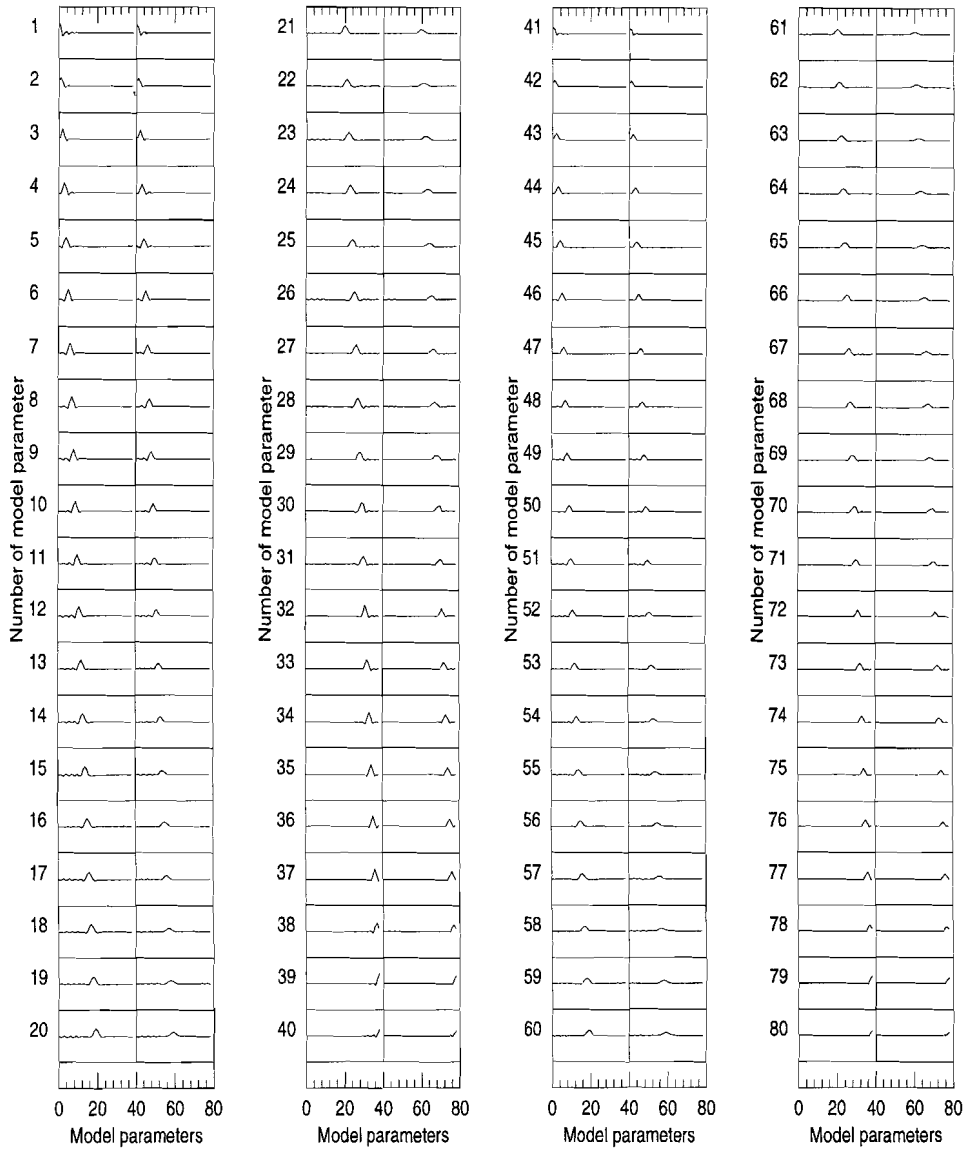 1 21 41 61
2 22 42 62
3 23 43 63
4 24 44 64
5 25 45 65
6 26 46 66
7 27 47 67
8 28 48 68
9 29 49 69
10 30 50 70
11 31 51 71
12 32 52 72
13 33 53 73
14 34 54 74
15 35 55 75
16 36 56 76
17 37 57 77
18 38 58 78
19 39 59 79
20 40 60 80
Number of model parameter
Number of model parameter
Number of model parameter
Number of model parameter
0 20 40 60 80 0 20 40 60 80 0 20 40 60 80 0 20 40 60 80
Model parameters Model parameters Model parameters Model parameters